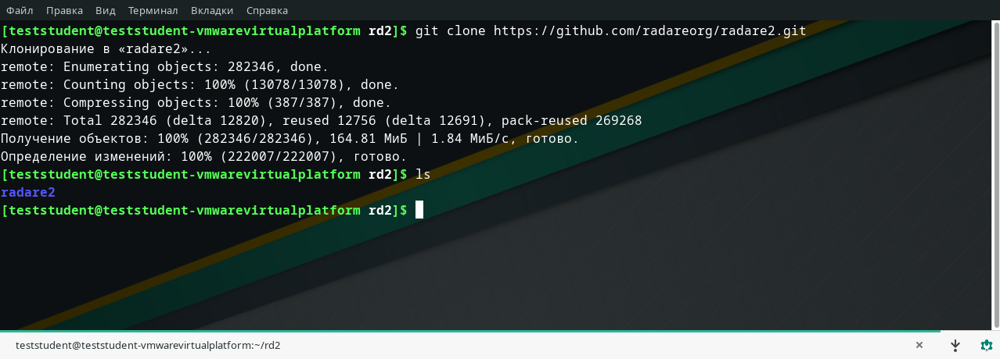 Файл Правка Вид Терминал Вкладки Справка
[teststudent@teststudent-vmwarevirtualplatform rd2]$ git clone https://github.com/radareorg/radare2.git
Клонирование в «radare2»...
remote: Enumerating objects: 282346, done.
remote: Counting objects: 100% (13078/13078), done.
remote: Compressing objects: 100% (387/387), done.
remote: Total 282346 (delta 12820), reused 12756 (delta 12691), pack-reused 269268
Получение объектов: 100% (282346/282346), 164.81 МиБ | 1.84 МиБ/с, готово.
Определение изменений: 100% (222007/222007), готово.
[teststudent@teststudent-vmwarevirtualplatform rd2]$ ls
radare2
[teststudent@teststudent-vmwarevirtualplatform rd2]$
teststudent@teststudent-vmwarevirtualplatform:~/rd2